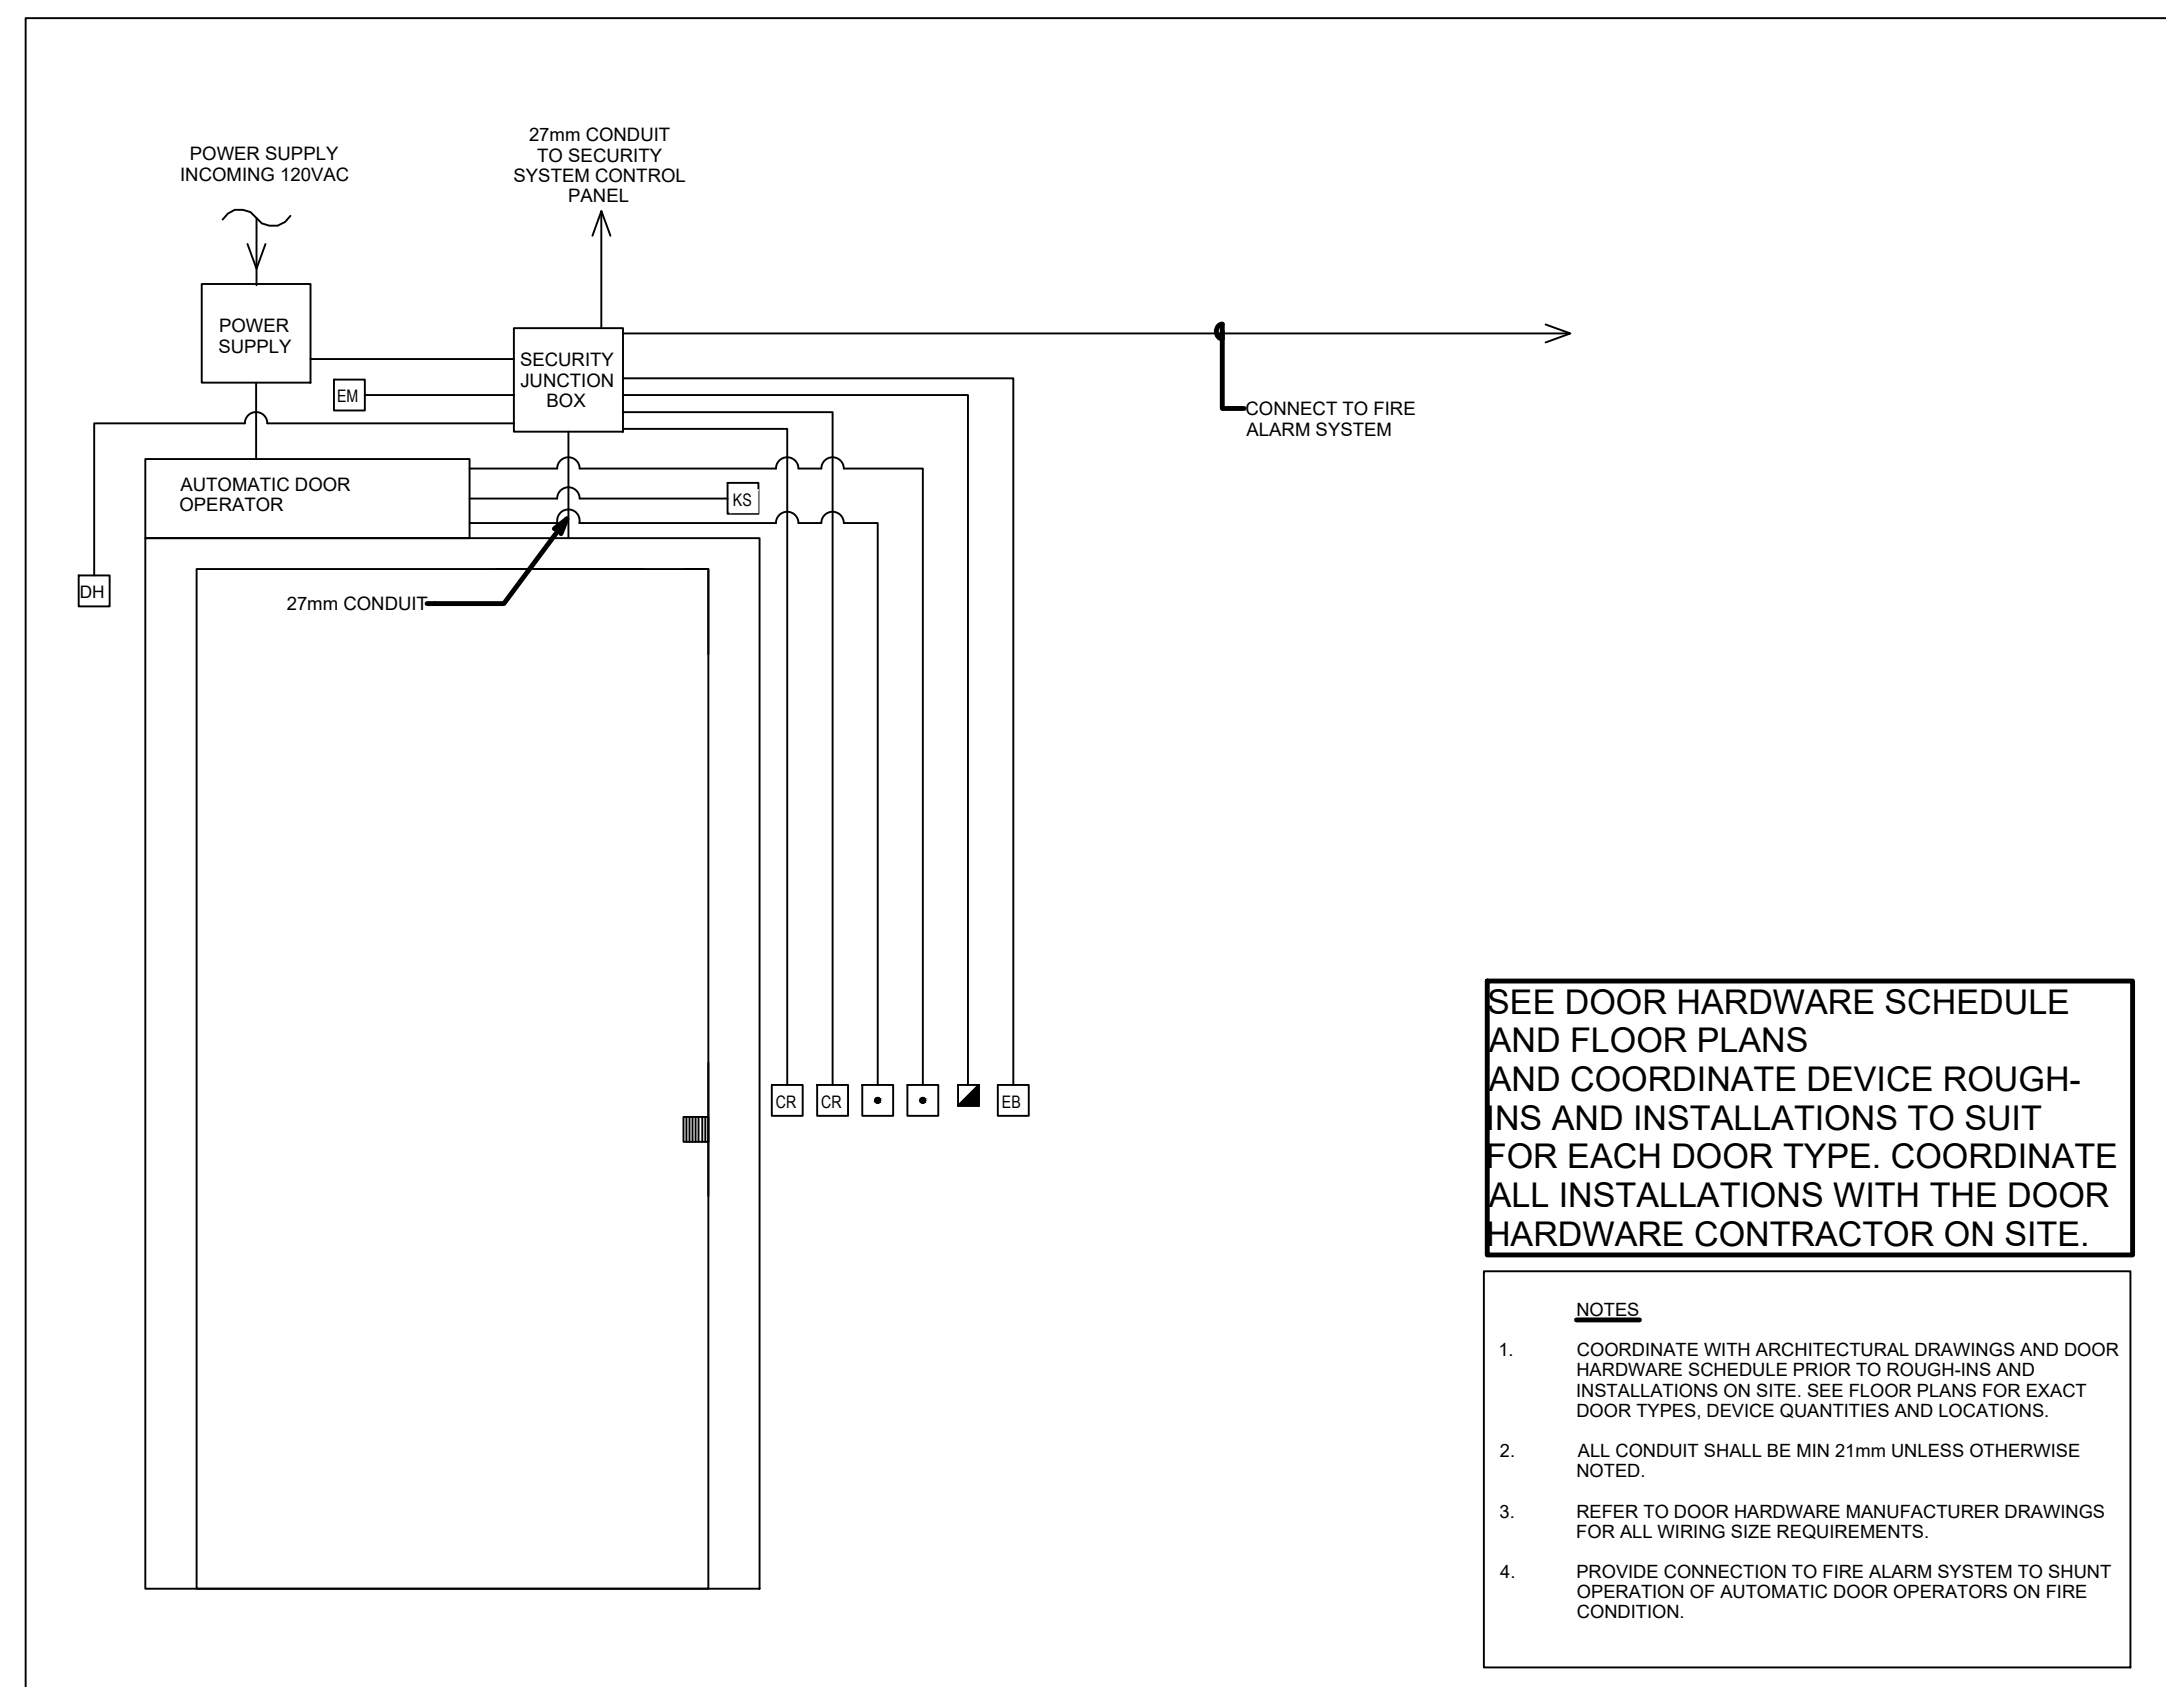 POWER SUPPLY
INCOMING 120VAC
27mm CONDUIT
TO SECURITY
SYSTEM CONTROL
PANEL
POWER
SUPPLY
SECURITY
JUNCTION
BOX
EM
CONNECT TO FIRE
ALARM SYSTEM
AUTOMATIC DOOR
OPERATOR
KS
DH
27mm CONDUIT
CR
CR
EB
SEE DOOR HARDWARE SCHEDULE
AND FLOOR PLANS
AND COORDINATE DEVICE ROUGH-
INS AND INSTALLATIONS TO SUIT
FOR EACH DOOR TYPE. COORDINATE
ALL INSTALLATIONS WITH THE DOOR
HARDWARE CONTRACTOR ON SITE.
NOTES
1. COORDINATE WITH ARCHITECTURAL DRAWINGS AND DOOR
HARDWARE SCHEDULE PRIOR TO ROUGH-INS AND
INSTALLATIONS ON SITE. SEE FLOOR PLANS FOR EXACT
DOOR TYPES, DEVICE QUANTITIES AND LOCATIONS.
2. ALL CONDUIT SHALL BE MIN 21mm UNLESS OTHERWISE
NOTED.
3. REFER TO DOOR HARDWARE MANUFACTURER DRAWINGS
FOR ALL WIRING SIZE REQUIREMENTS.
4. PROVIDE CONNECTION TO FIRE ALARM SYSTEM TO SHUNT
OPERATION OF AUTOMATIC DOOR OPERATORS ON FIRE
CONDITION.